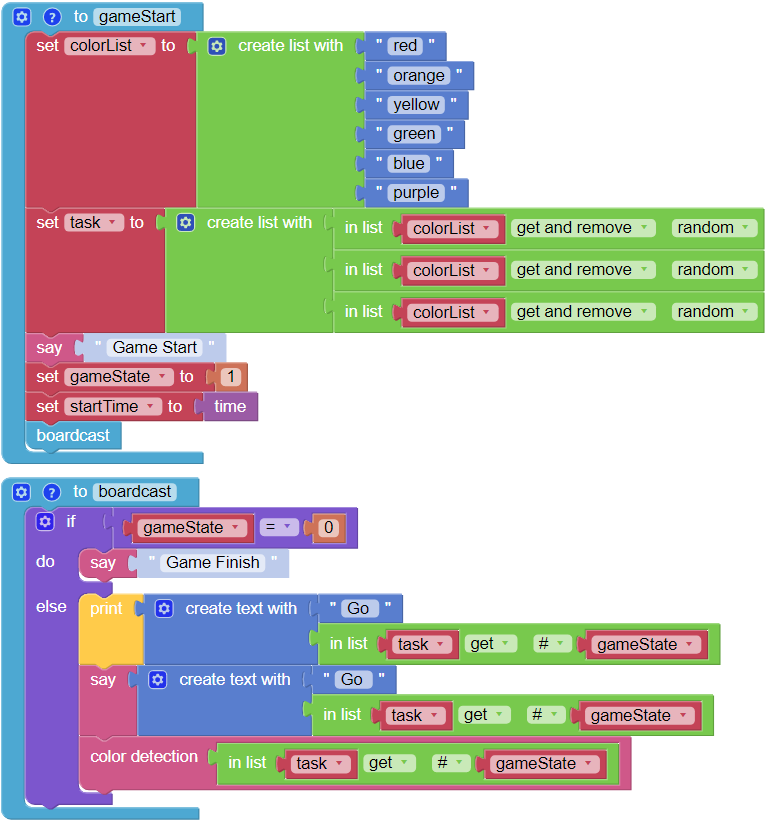 ? to gameStart
set colorList to create list with " red "
" orange "
" yellow "
" green "
" blue "
" purple "
set task to create list with in list colorList get and remove random
in list colorList get and remove random
in list colorList get and remove random
say " Game Start "
set gameState to 1
set startTime to time
boardcast
? to boardcast
if gameState = 0
do say " Game Finish "
else print create text with " Go "
in list task get # gameState
say create text with " Go "
in list task get # gameState
color detection in list task get # gameState